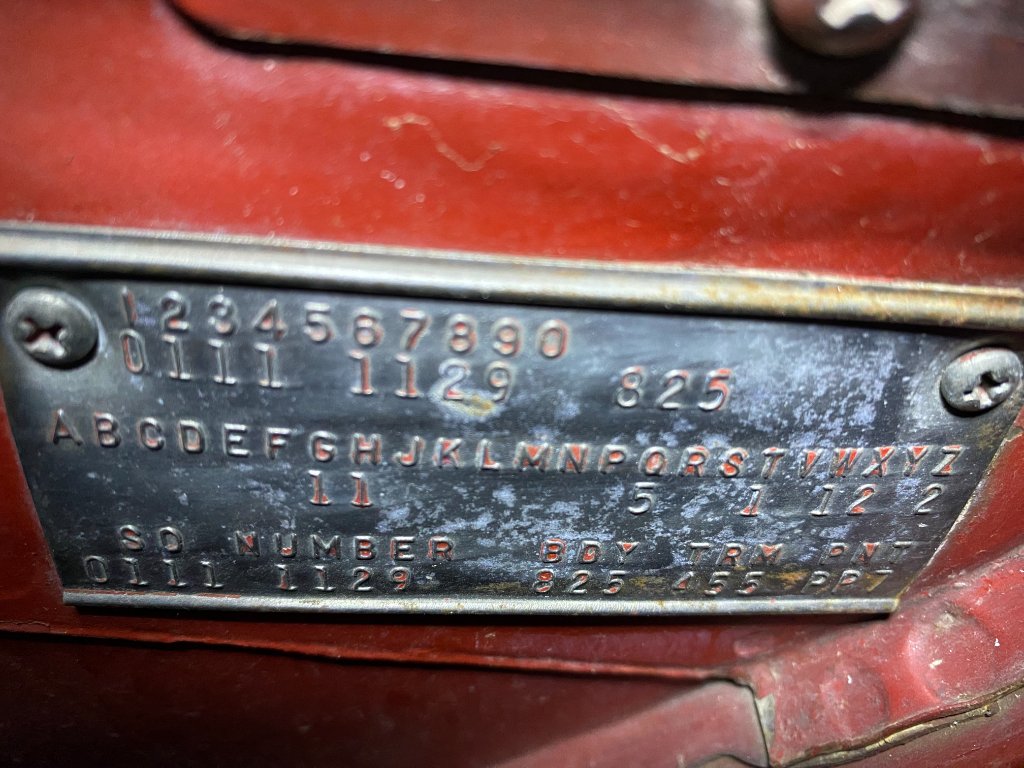 1234567890
0111 1129 825
ABCDEFGHJKLMNPQRSTVWXYZ
11 5 1 12 2
SO NUMBER BDY TRM PNT
0111 1129 825 455 PP7